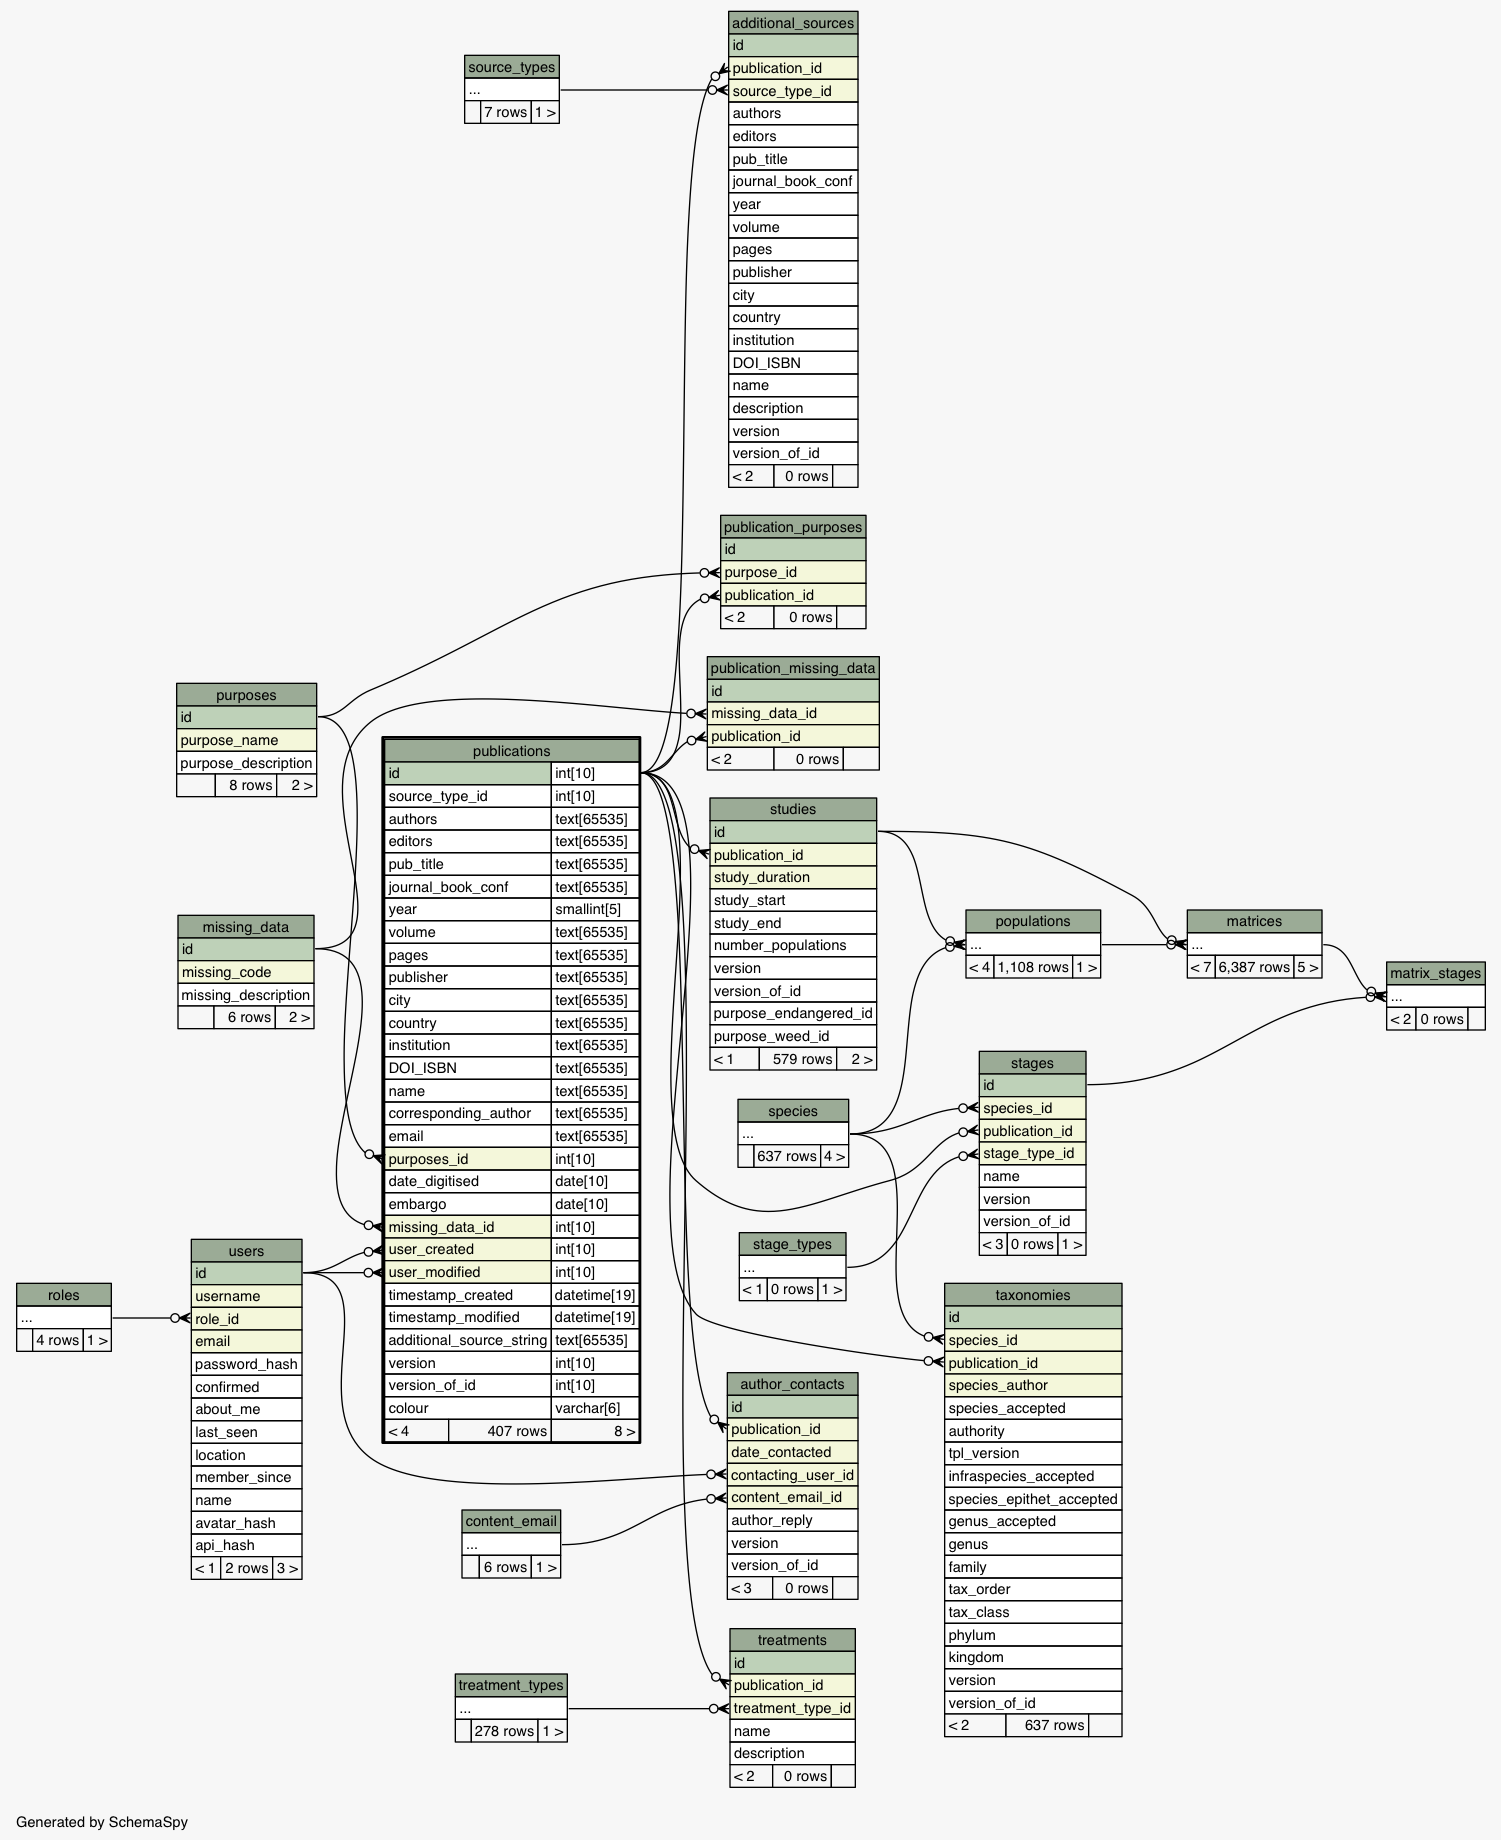 additional_sources
id
publication_id
source_type_id
authors
editors
pub_title
journal_book_conf
year
volume
pages
publisher
city
country
institution
DOI_ISBN
name
description
version
version_of_id
< 2 0 rows
source_types
...
7 rows 1 >
publication_purposes
id
purpose_id
publication_id
< 2 0 rows
publication_missing_data
id
missing_data_id
publication_id
< 2 0 rows
purposes
id
purpose_name
purpose_description
8 rows 2 >
missing_data
id
missing_code
missing_description
6 rows 2 >
publications
id int[10]
source_type_id int[10]
authors text[65535]
editors text[65535]
pub_title text[65535]
journal_book_conf text[65535]
year smallint[5]
volume text[65535]
pages text[65535]
publisher text[65535]
city text[65535]
country text[65535]
institution text[65535]
DOI_ISBN text[65535]
name text[65535]
corresponding_author text[65535]
email text[65535]
purposes_id int[10]
date_digitised date[10]
embargo date[10]
missing_data_id int[10]
user_created int[10]
user_modified int[10]
timestamp_created datetime[19]
timestamp_modified datetime[19]
additional_source_string text[65535]
version int[10]
version_of_id int[10]
colour varchar[6]
< 4 407 rows 8 >
studies
id
publication_id
study_duration
study_start
study_end
number_populations
version
version_of_id
purpose_endangered_id
purpose_weed_id
< 1 579 rows 2 >
populations
...
< 4 1,108 rows 1 >
matrices
...
< 7 6,387 rows 5 >
matrix_stages
...
< 2 0 rows
stages
id
species_id
publication_id
stage_type_id
name
version
version_of_id
< 3 0 rows 1 >
species
...
637 rows 4 >
stage_types
...
< 1 0 rows 1 >
users
id
username
role_id
email
password_hash
confirmed
about_me
last_seen
location
member_since
name
avatar_hash
api_hash
< 1 2 rows 3 >
roles
...
4 rows 1 >
taxonomies
id
species_id
publication_id
species_author
species_accepted
authority
tpl_version
infraspecies_accepted
species_epithet_accepted
genus_accepted
genus
family
tax_order
tax_class
phylum
kingdom
version
version_of_id
< 2 637 rows
author_contacts
id
publication_id
date_contacted
contacting_user_id
content_email_id
author_reply
version
version_of_id
< 3 0 rows
content_email
...
6 rows 1 >
treatments
id
publication_id
treatment_type_id
name
description
< 2 0 rows
treatment_types
...
278 rows 1 >
Generated by SchemaSpy